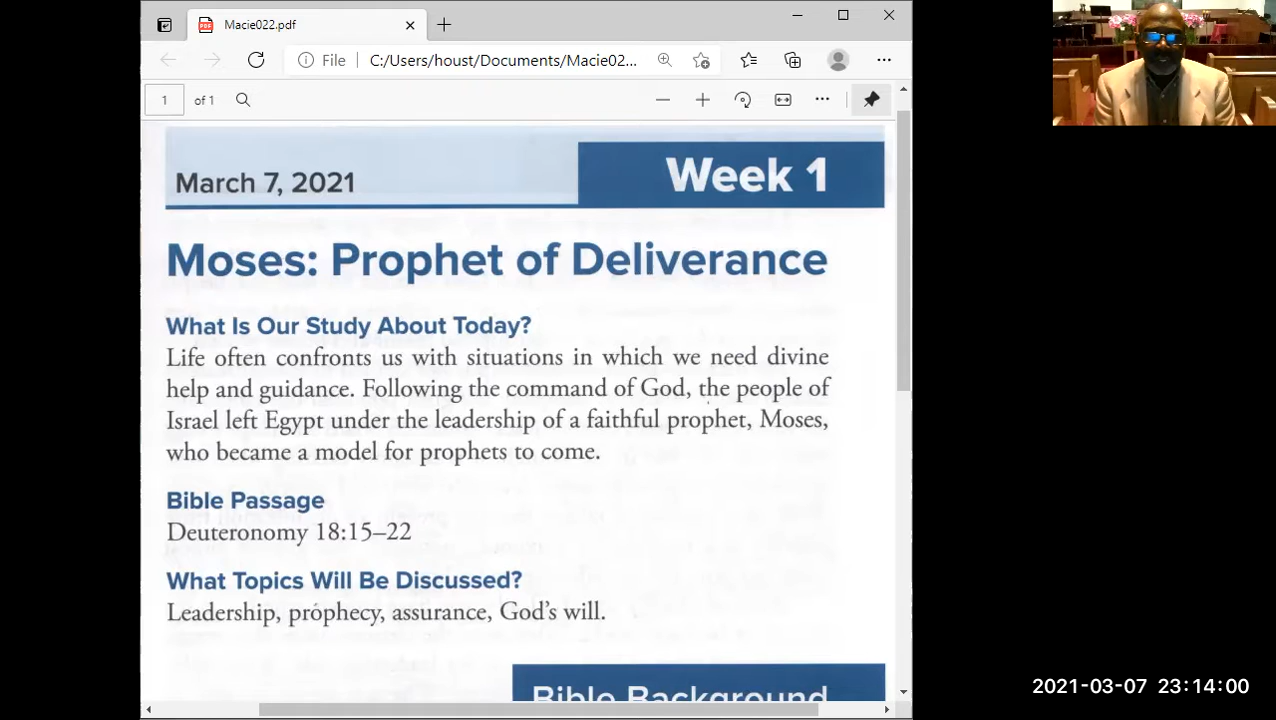 Macie022.pdf
File C:/Users/houst/Documents/Macie02...
1 of 1
March 7, 2021
Week 1
Moses: Prophet of Deliverance
What Is Our Study About Today?
Life often confronts us with situations in which we need divine
help and guidance. Following the command of God, the people of
Israel left Egypt under the leadership of a faithful prophet, Moses,
who became a model for prophets to come.
Bible Passage
Deuteronomy 18:15–22
What Topics Will Be Discussed?
Leadership, prophecy, assurance, God's will.
Bible Background
2021-03-07 23:14:00